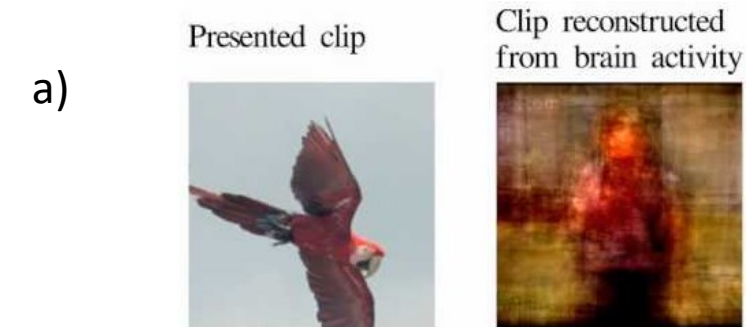 Presented clip
Clip reconstructed
from brain activity
a)